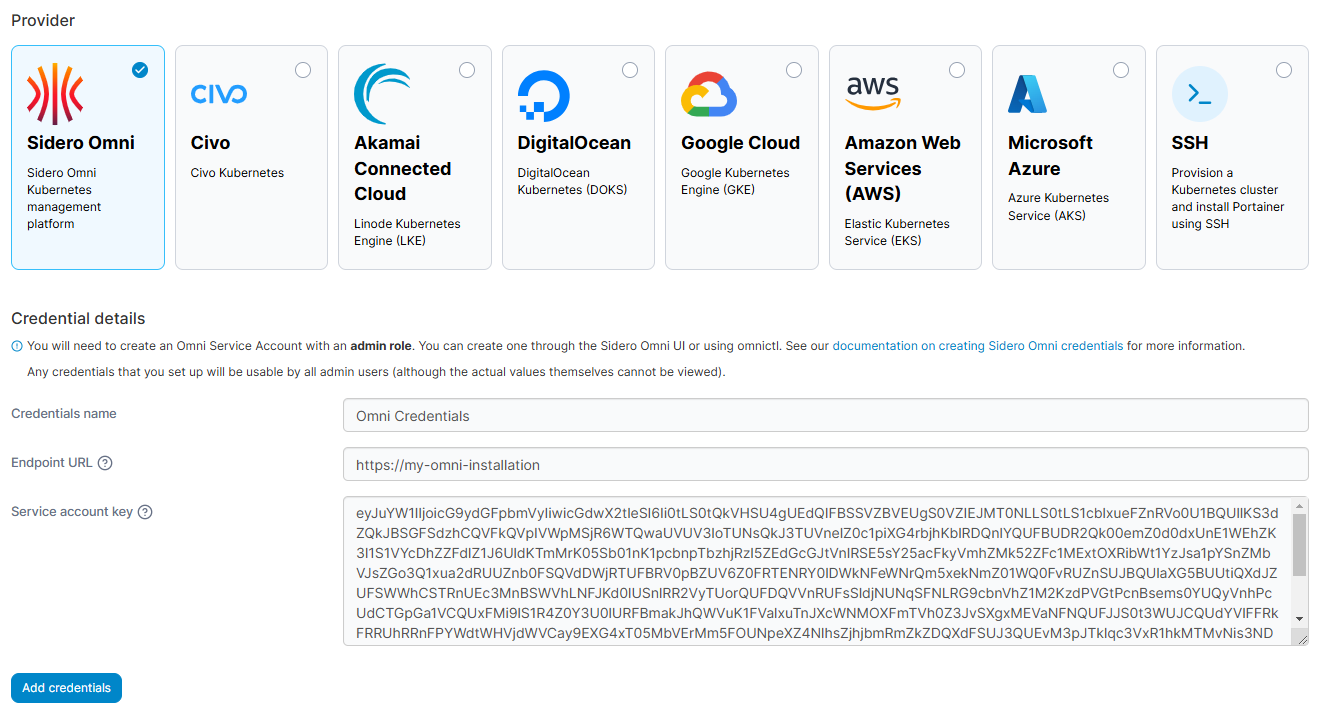 Provider
CIVO
aws
Sidero Omni
Sidero Omni
Kubernetes
management
platform
Civo
Civo Kubernetes
Akamai
Connected
Cloud
Linode Kubernetes
Engine (LKE)
DigitalOcean
DigitalOcean
Kubernetes (DOKS)
Google Cloud
Google Kubernetes
Engine (GKE)
Amazon Web
Services
(AWS)
Elastic Kubernetes
Service (EKS)
Microsoft
Azure
Azure Kubernetes
Service (AKS)
SSH
Provision a
Kubernetes cluster
and install Portainer
using SSH
Credential details
You will need to create an Omni Service Account with an admin role. You can create one through the Sidero Omni UI or using omnictl. See our documentation on creating Sidero Omni credentials for more information.
Any credentials that you set up will be usable by all admin users (although the actual values themselves cannot be viewed).
Credentials name
Omni Credentials
Endpoint URL
https://my-omni-installation
Service account key
Add credentials